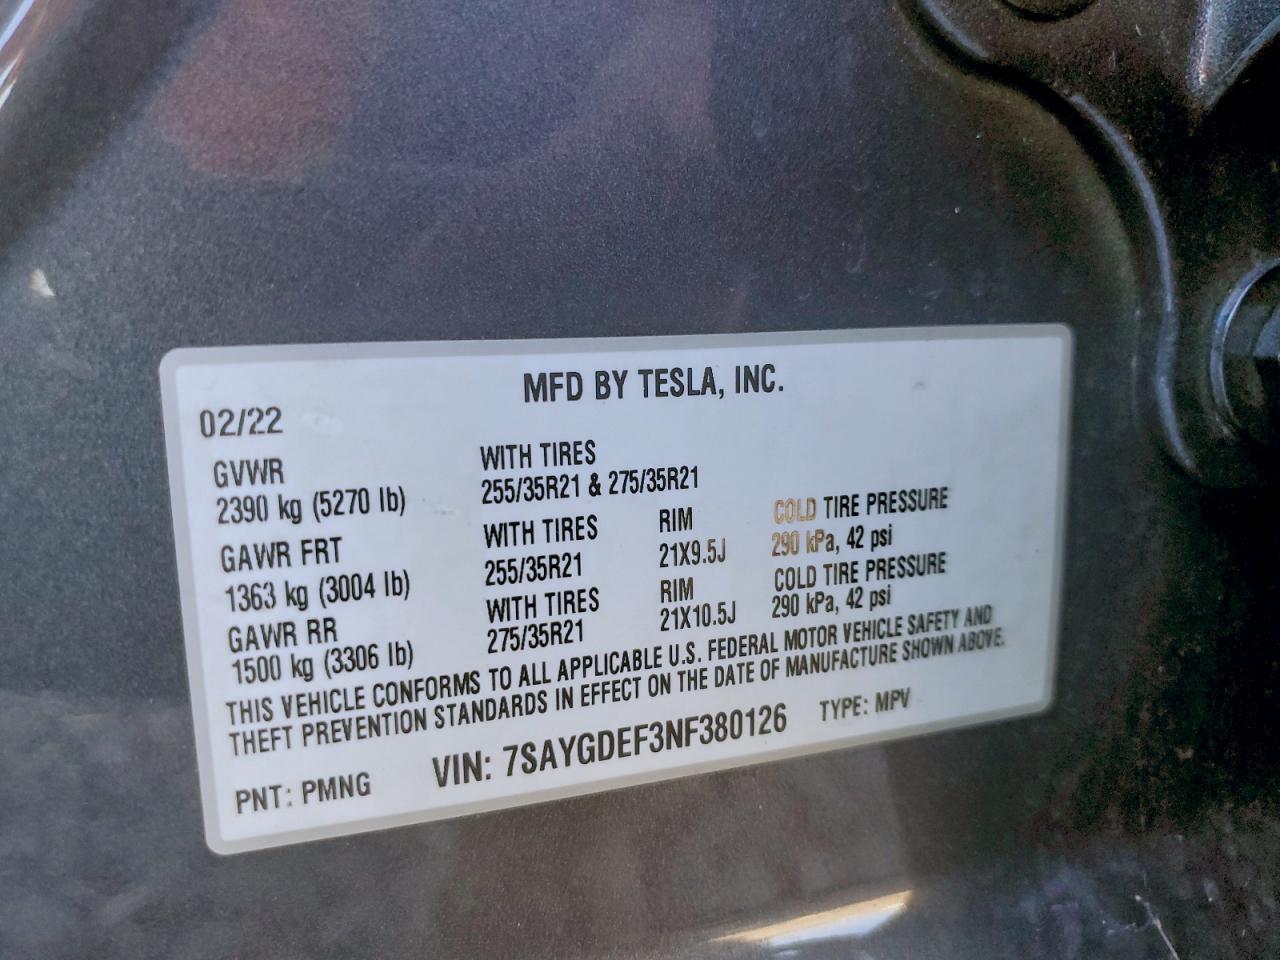 MFD BY TESLA, INC.
02/22
GVWR WITH TIRES
2390 kg (5270 lb) 255/35R21 & 275/35R21
GAWR FRT WITH TIRES RIM COLD TIRE PRESSURE
1363 kg (3004 lb) 255/35R21 21X9.5J 290 kPa, 42 psi
GAWR RR WITH TIRES RIM COLD TIRE PRESSURE
1500 kg (3306 lb) 275/35R21 21X10.5J 290 kPa, 42 psi
THIS VEHICLE CONFORMS TO ALL APPLICABLE U.S. FEDERAL MOTOR VEHICLE SAFETY AND
THEFT PREVENTION STANDARDS IN EFFECT ON THE DATE OF MANUFACTURE SHOWN ABOVE.
PNT: PMNG VIN: 7SAYGDEF3NF380126 TYPE: MPV